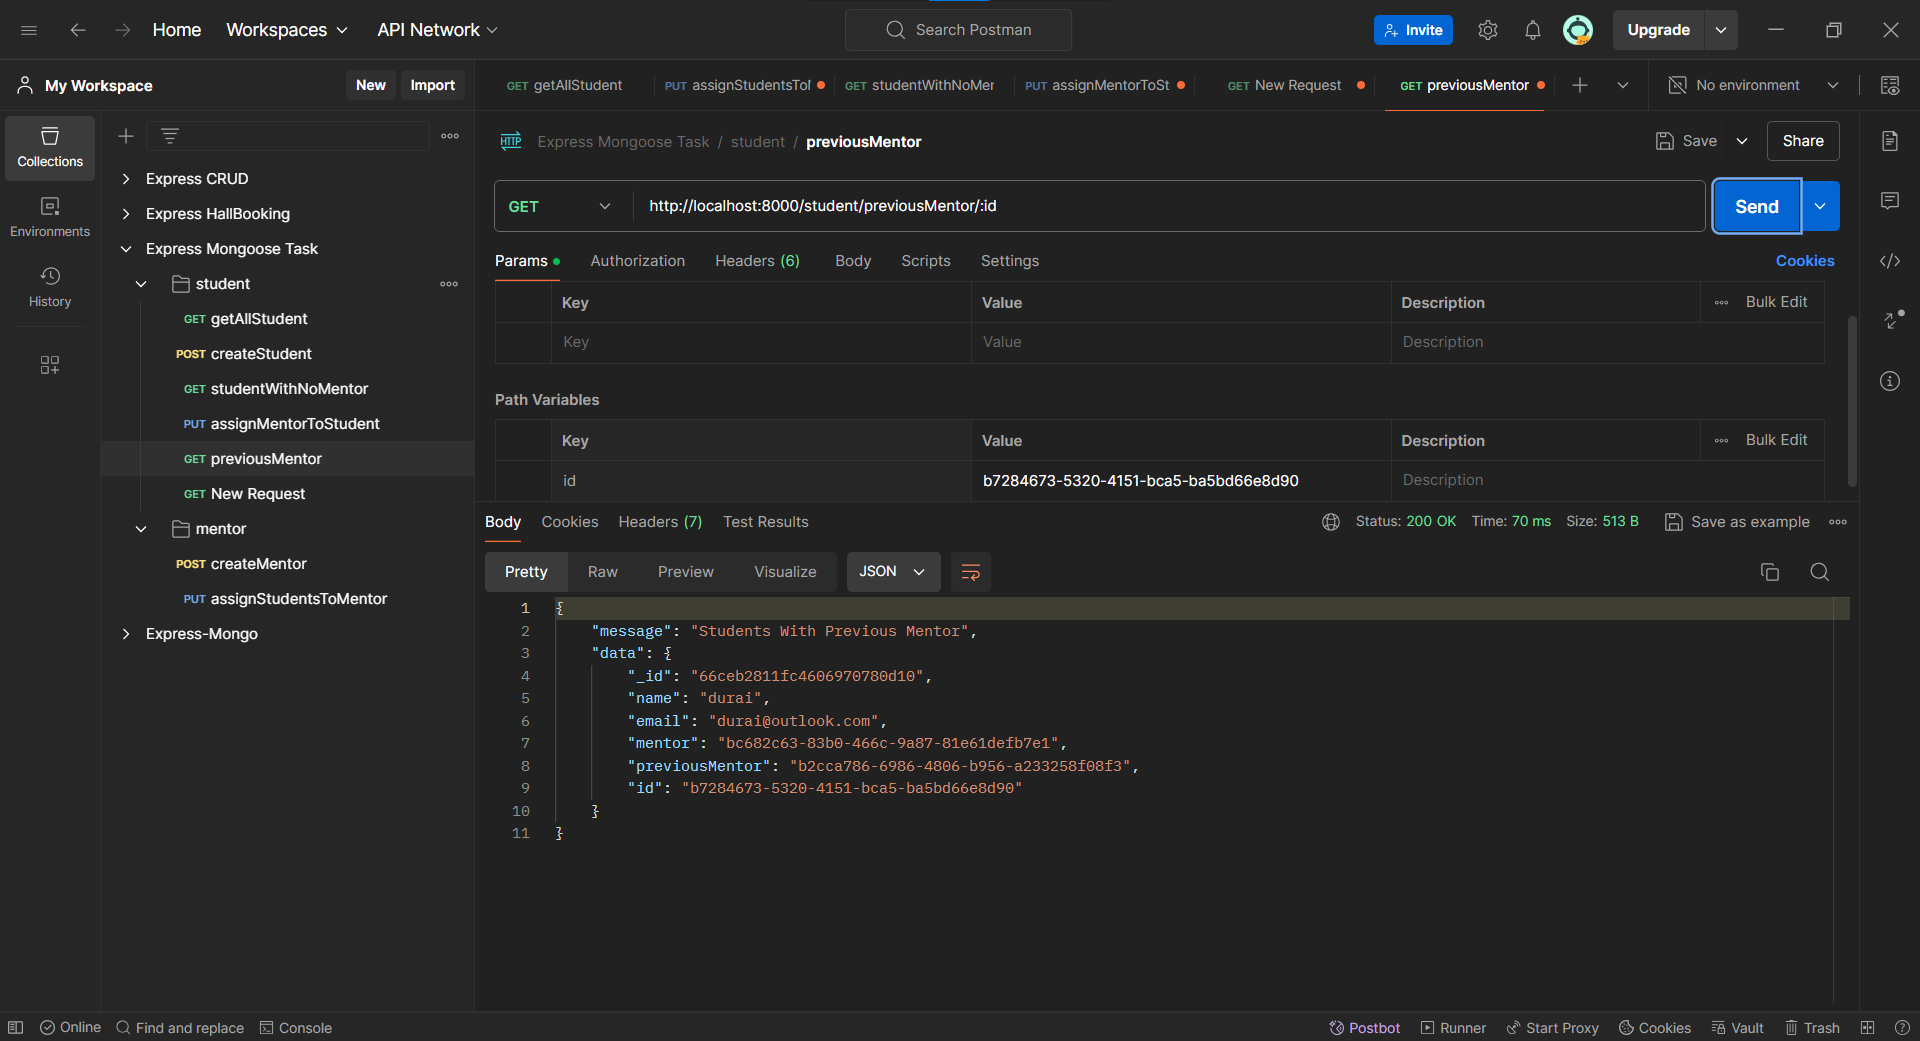 Home Workspaces API Network Search Postman Invite Upgrade
My Workspace New Import
GET getAllStudent PUT assignStudentsTo GET studentWithNoMer PUT assignMentorToSt GET New Request GET previousMentor No environment
Collections
Environments
History
Express CRUD
Express HallBooking
Express Mongoose Task
student
GET getAllStudent
POST createStudent
GET studentWithNoMentor
PUT assignMentorToStudent
GET previousMentor
GET New Request
mentor
POST createMentor
PUT assignStudentsToMentor
Express-Mongo
HTTP Express Mongoose Task / student / previousMentor Save Share
GET http://localhost:8000/student/previousMentor/:id Send
Params Authorization Headers (6) Body Scripts Settings Cookies
Key Value Description Bulk Edit
Key Value Description
Path Variables
Key Value Description Bulk Edit
id b7284673-5320-4151-bca5-ba5bd66e8d90 Description
Body Cookies Headers (7) Test Results Status: 200 OK Time: 70 ms Size: 513 B Save as example
Pretty Raw Preview Visualize JSON
1 {
2 "message": "Students With Previous Mentor",
3 "data": {
4 "_id": "66ceb2811fc4606970780d10",
5 "name": "durai",
6 "email": "durai@outlook.com",
7 "mentor": "bc682c63-83b0-466c-9a87-81e61defb7e1",
8 "previousMentor": "b2cca786-6986-4806-b956-a233258f08f3",
9 "id": "b7284673-5320-4151-bca5-ba5bd66e8d90"
10 }
11 }
Online Find and replace Console Postbot Runner Start Proxy Cookies Vault Trash